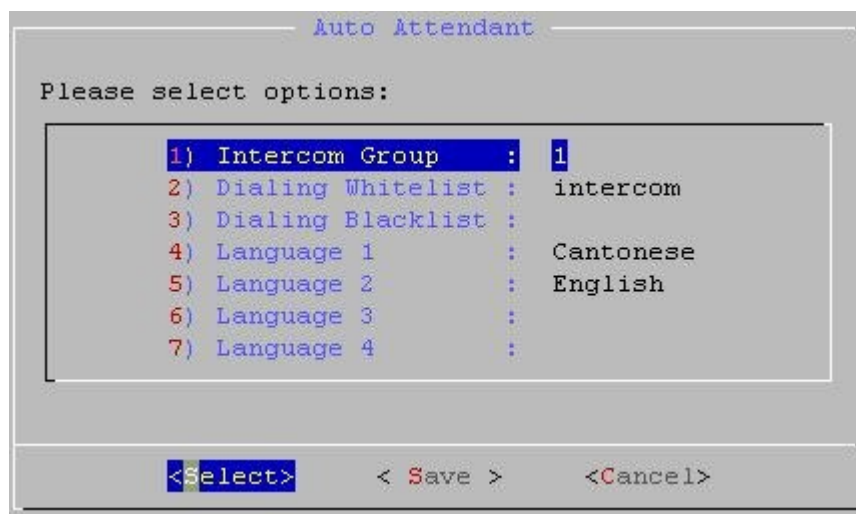 Auto Attendant
Please select options:
1) Intercom Group : 1
2) Dialing Whitelist : intercom
3) Dialing Blacklist :
4) Language 1 : Cantonese
5) Language 2 : English
6) Language 3 :
7) Language 4 :
<Select> < Save > <Cancel>